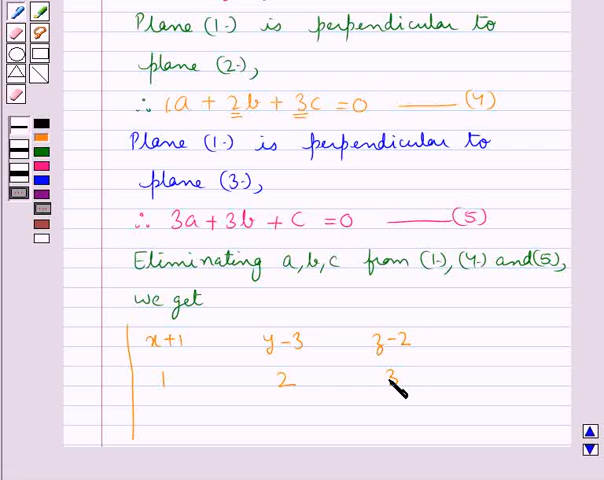 Plane (1.) is perpendicular to
plane (2.),
∴ 1a + 2b + 3c = 0 —— (4)
Plane (1.) is perpendicular to
plane (3.),
∴ 3a + 3b + c = 0 —— (5)
Eliminating a, b, c from (1.), (4.) and (5),
we get
| x+1 y-3 z-2
1 2 3